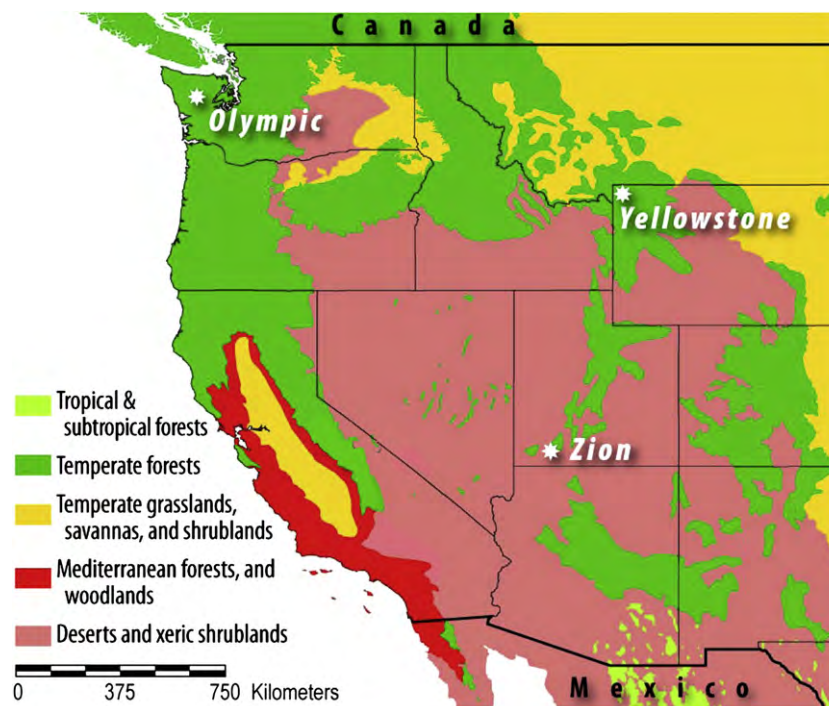 Canada
Olympic
Yellowstone
Zion
Tropical &
subtropical forests
Temperate forests
Temperate grasslands,
savannas, and shrublands
Mediterranean forests, and
woodlands
Deserts and xeric shrublands
0 375 750 Kilometers
Mexico